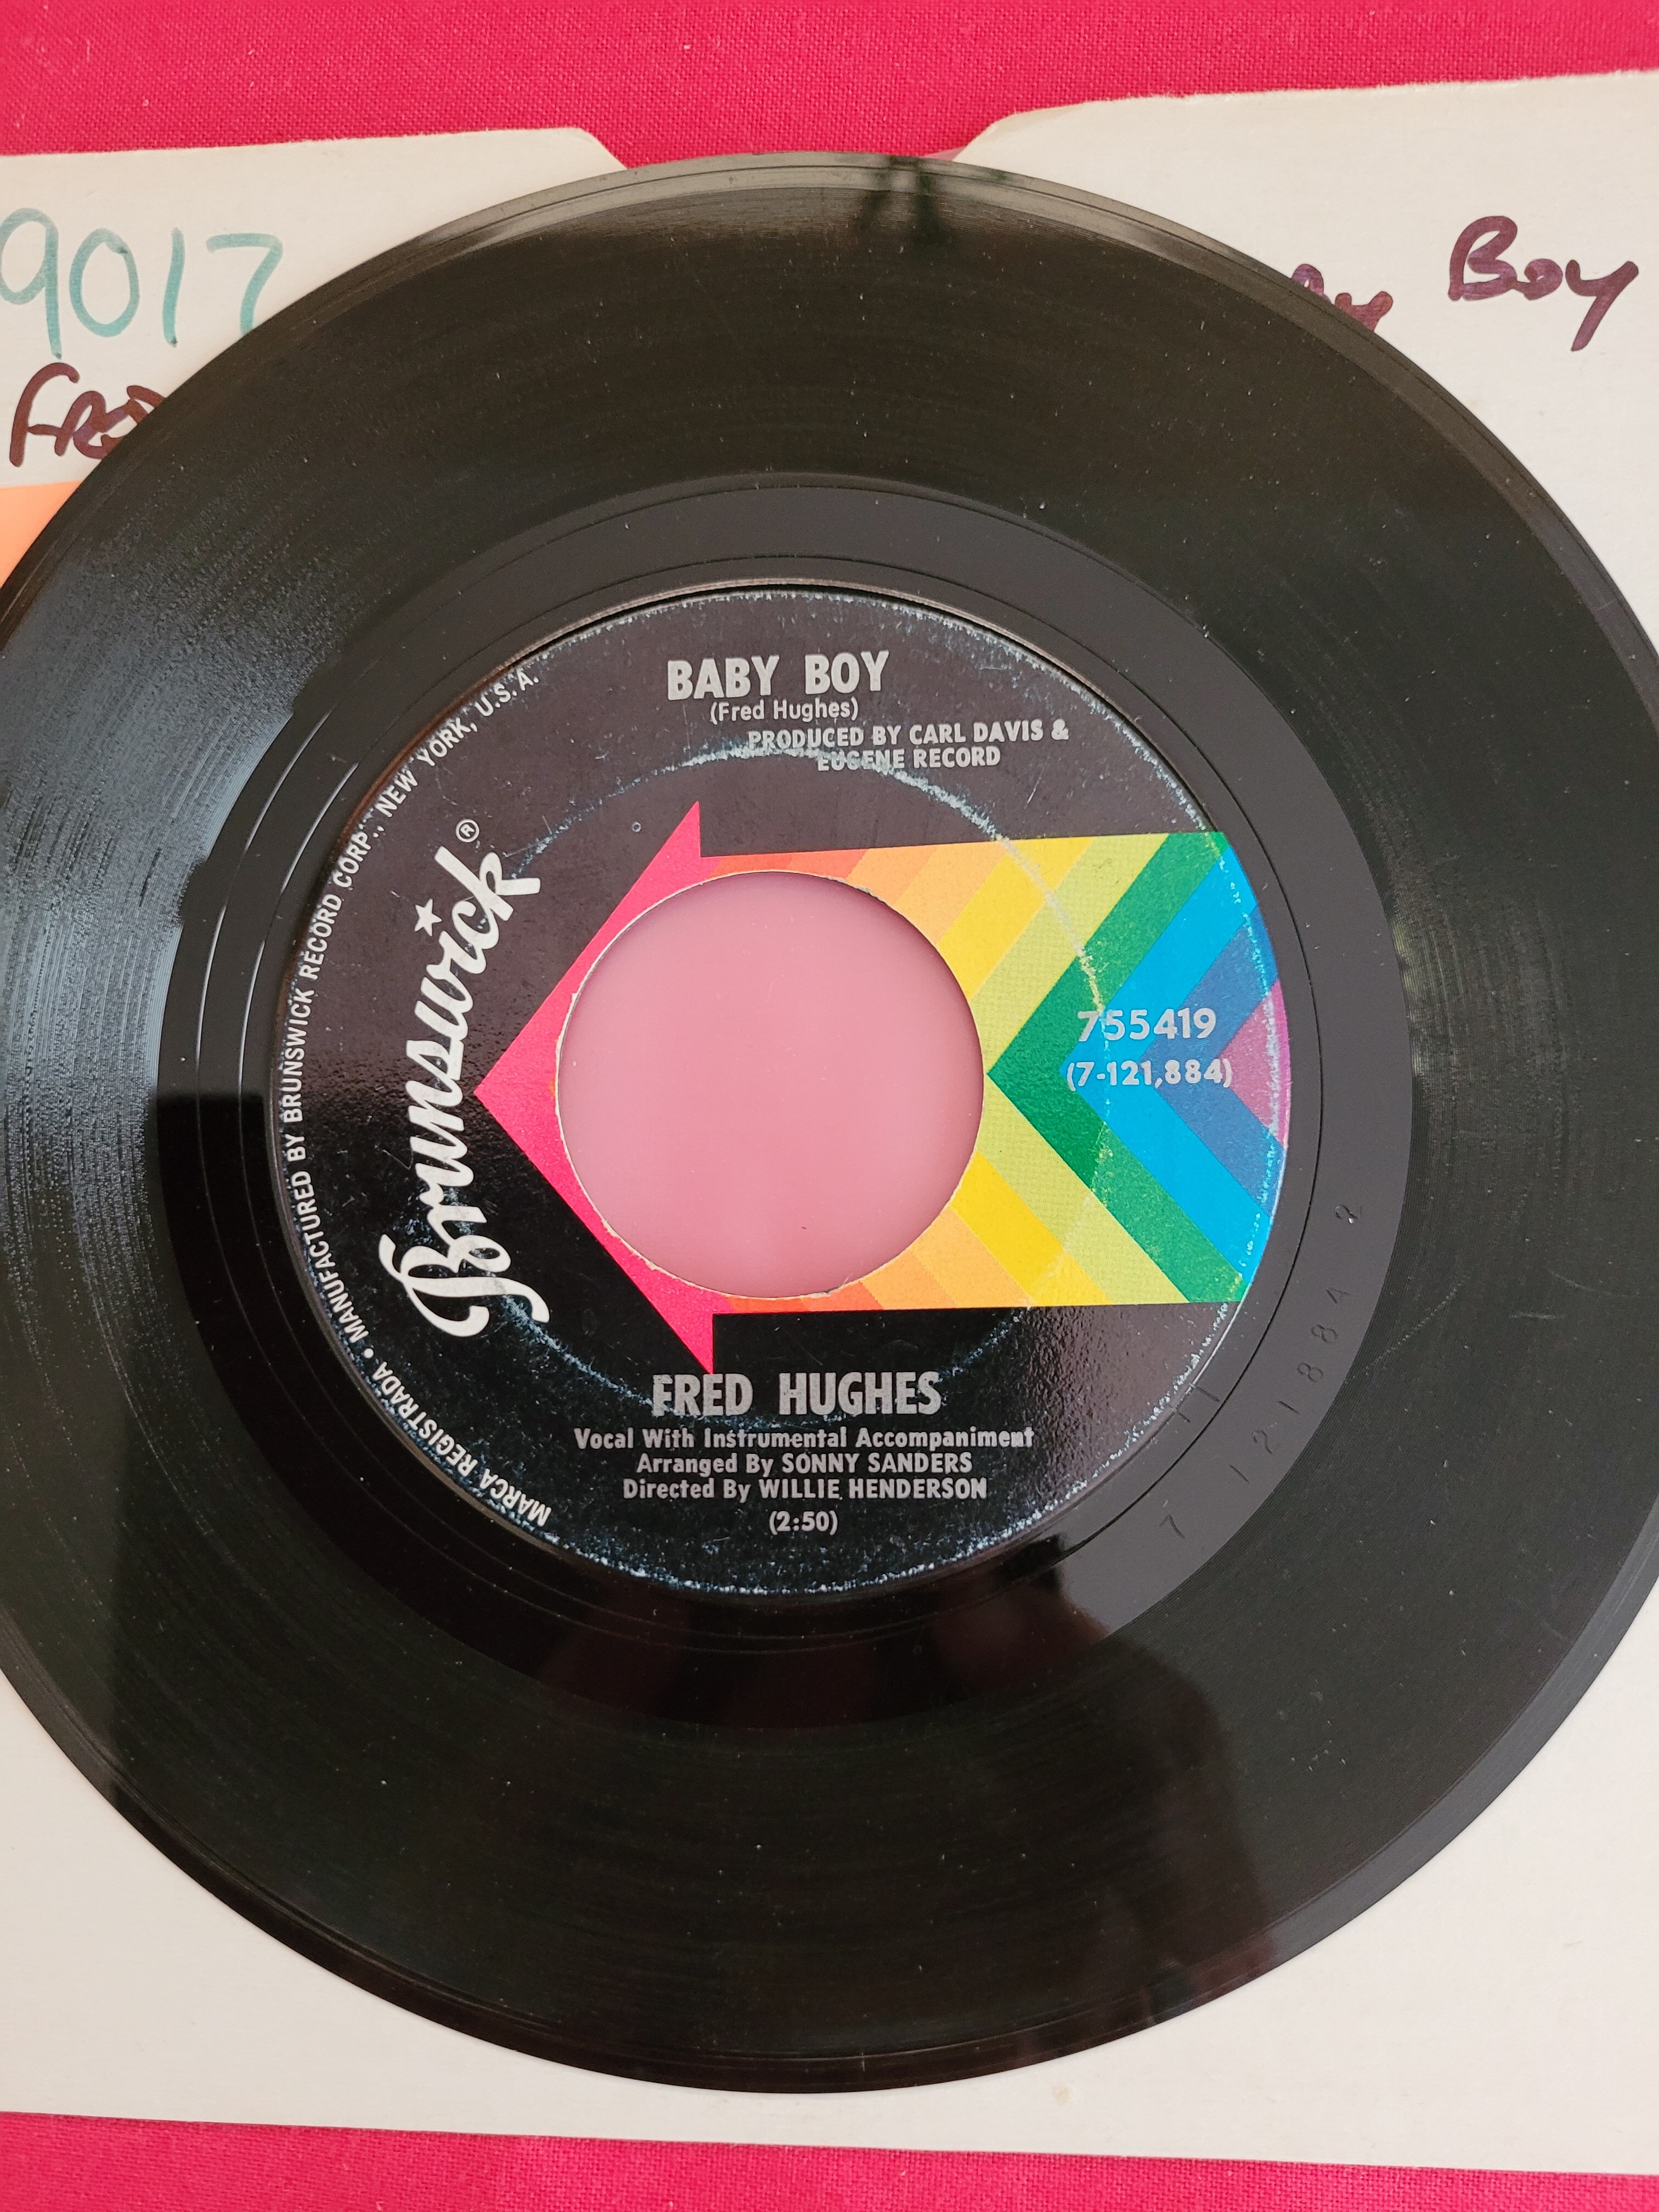 9017
Boy
BABY BOY
(Fred Hughes)
PRODUCED BY CARL DAVIS &
EUGENE RECORD
Brunswick®
MARCA REGISTRADA • MANUFACTURED BY BRUNSWICK RECORD CORP., NEW YORK, U.S.A.
755419
(7-121,884)
FRED HUGHES
Vocal With Instrumental Accompaniment
Arranged By SONNY SANDERS
Directed By WILLIE HENDERSON
(2:50)
7 121884